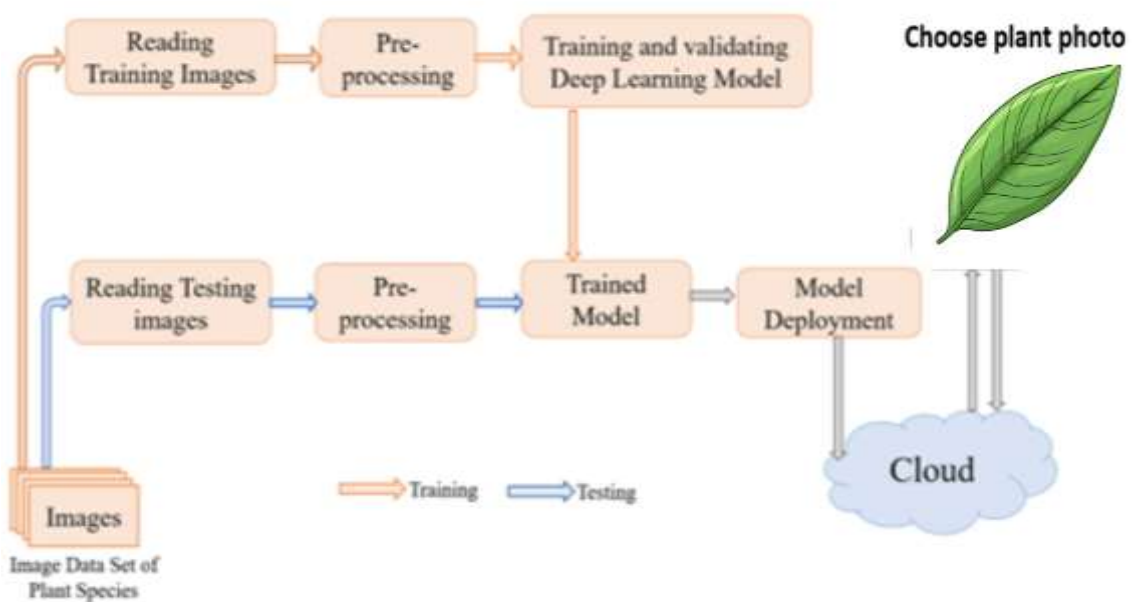 Reading
Training Images
Pre-
processing
Training and validating
Deep Learning Model
Choose plant photo
Reading Testing
images
Pre-
processing
Trained
Model
Model
Deployment
Cloud
Training
Testing
Images
Image Data Set of
Plant Species